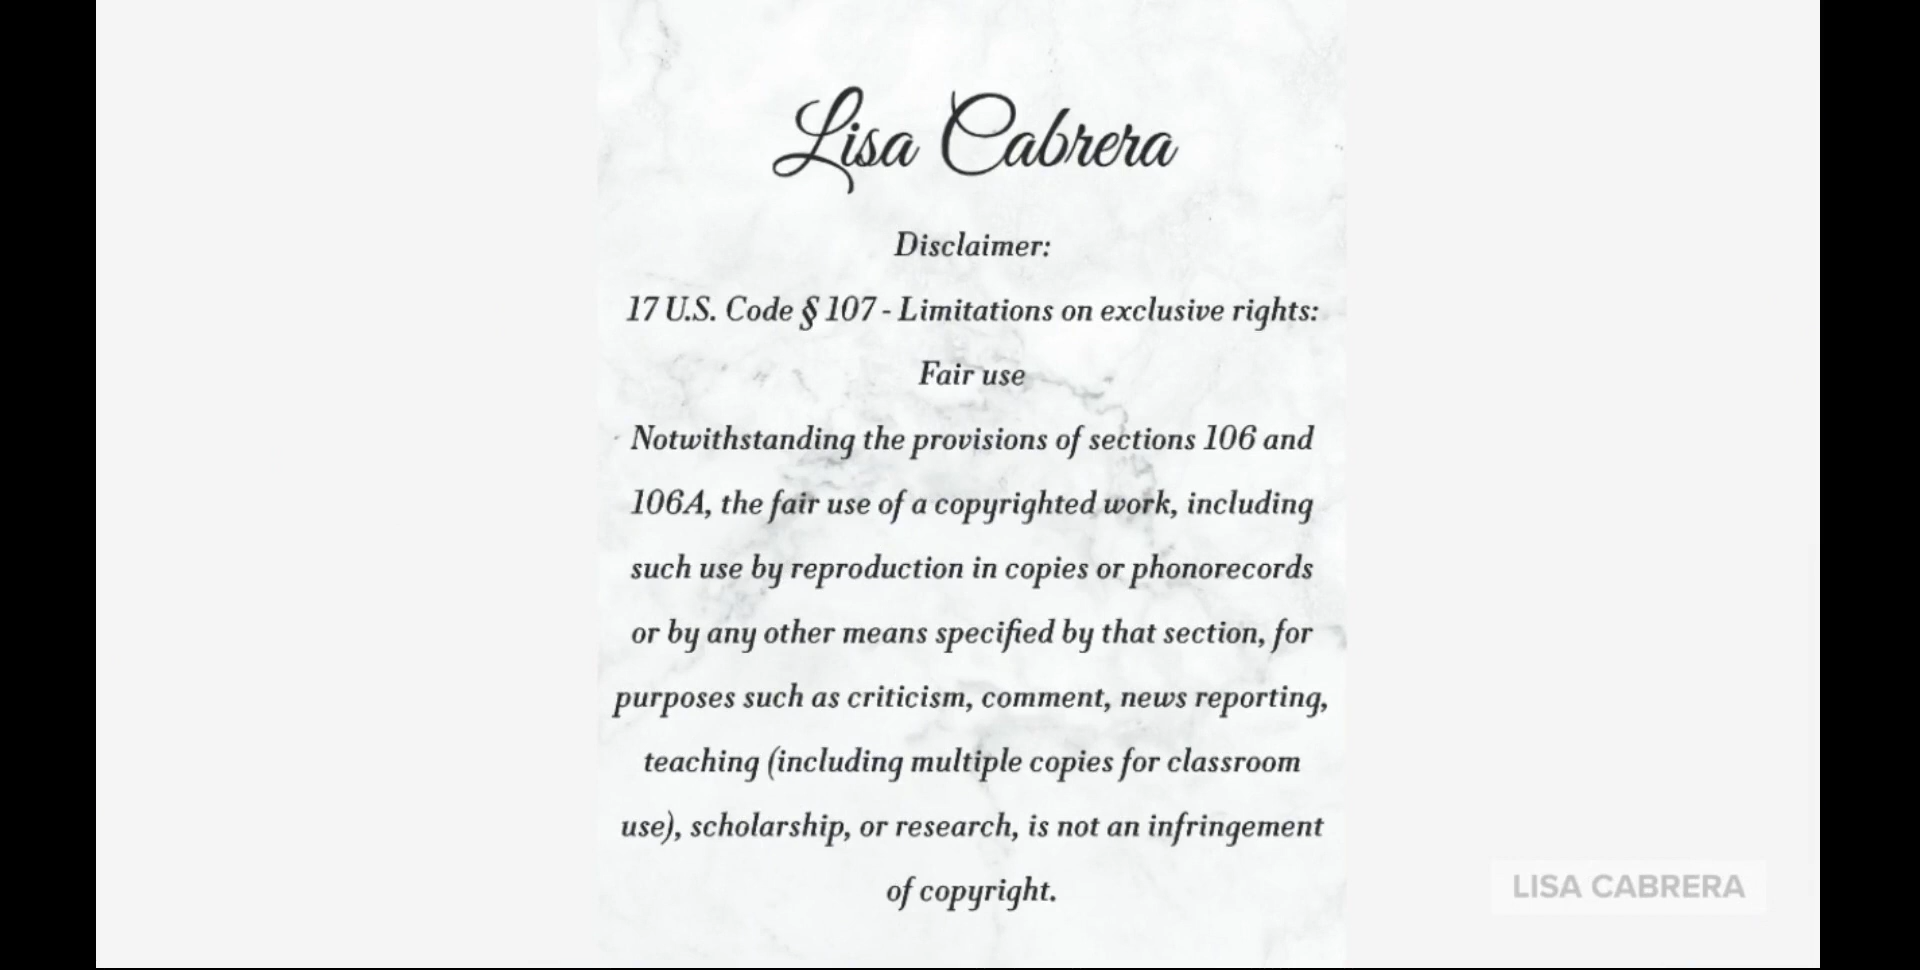 Lisa Cabrera
Disclaimer:
17 U.S. Code § 107 - Limitations on exclusive rights:
Fair use
Notwithstanding the provisions of sections 106 and
106A, the fair use of a copyrighted work, including
such use by reproduction in copies or phonorecords
or by any other means specified by that section, for
purposes such as criticism, comment, news reporting,
teaching (including multiple copies for classroom
use), scholarship, or research, is not an infringement
of copyright.
LISA CABRERA